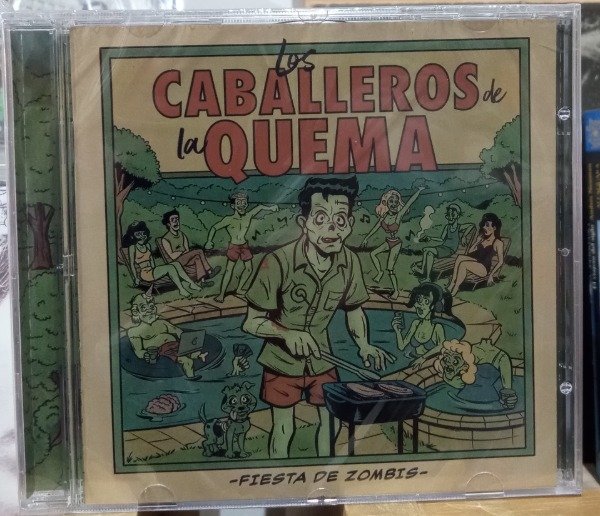 Los
CABALLEROS de
la QUEMA
-FIESTA DE ZOMBIS-